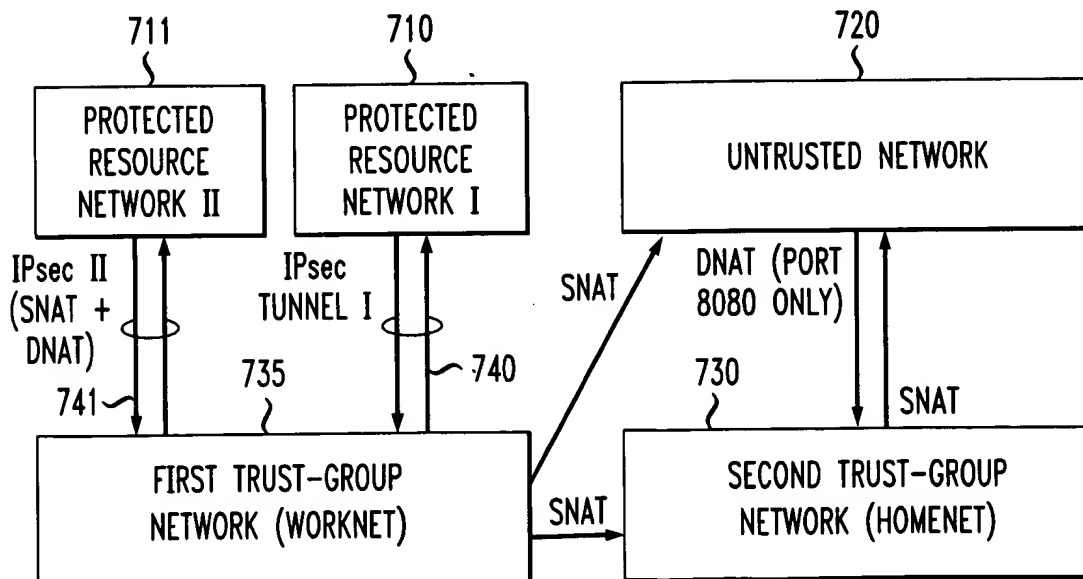 711
710
720
PROTECTED
RESOURCE
NETWORK II
PROTECTED
RESOURCE
NETWORK I
UNTRUSTED NETWORK
IPsec II
(SNAT +
DNAT)
IPsec
TUNNEL I
SNAT
DNAT (PORT
8080 ONLY)
741
735
740
730
SNAT
FIRST TRUST-GROUP
NETWORK (WORKNET)
SNAT
SECOND TRUST-GROUP
NETWORK (HOMENET)